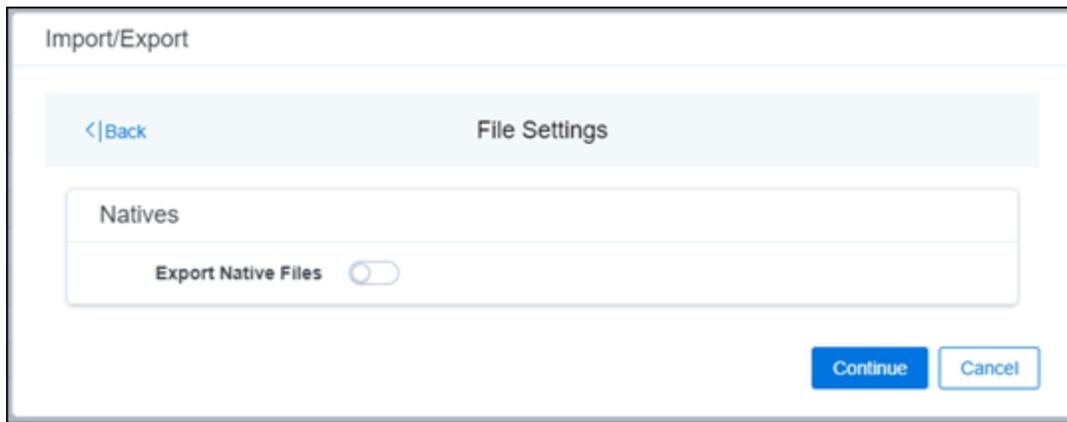 Import/Export
<|Back
File Settings
Natives
Export Native Files
Continue
Cancel